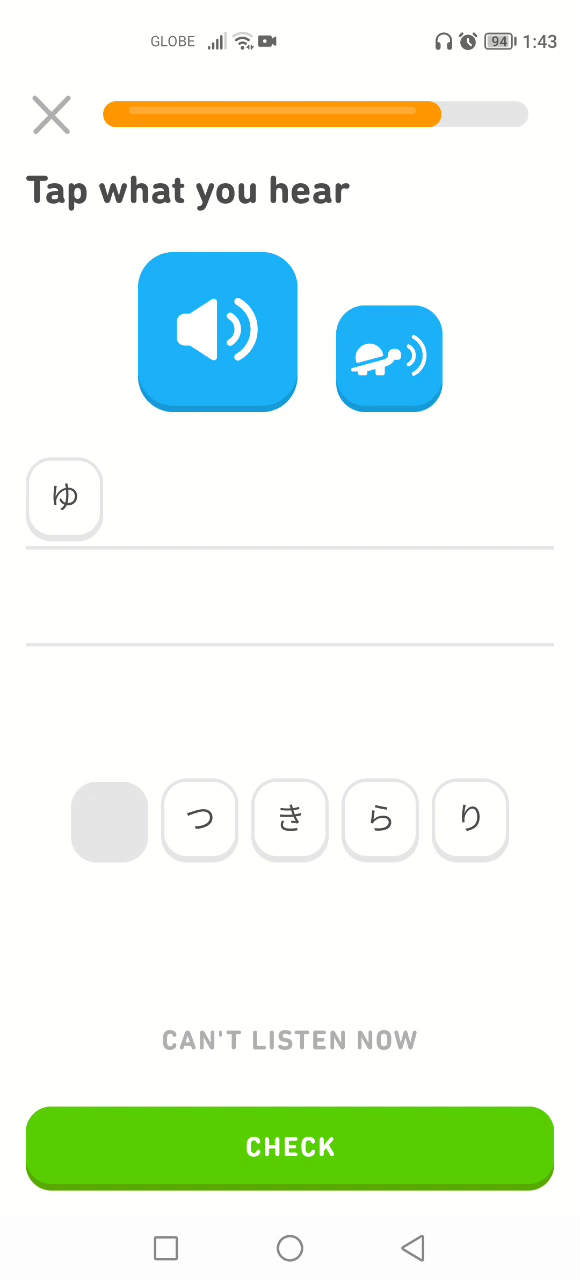 GLOBE 94 1:43
Tap what you hear
ゆ
つ き ら り
CAN'T LISTEN NOW
CHECK